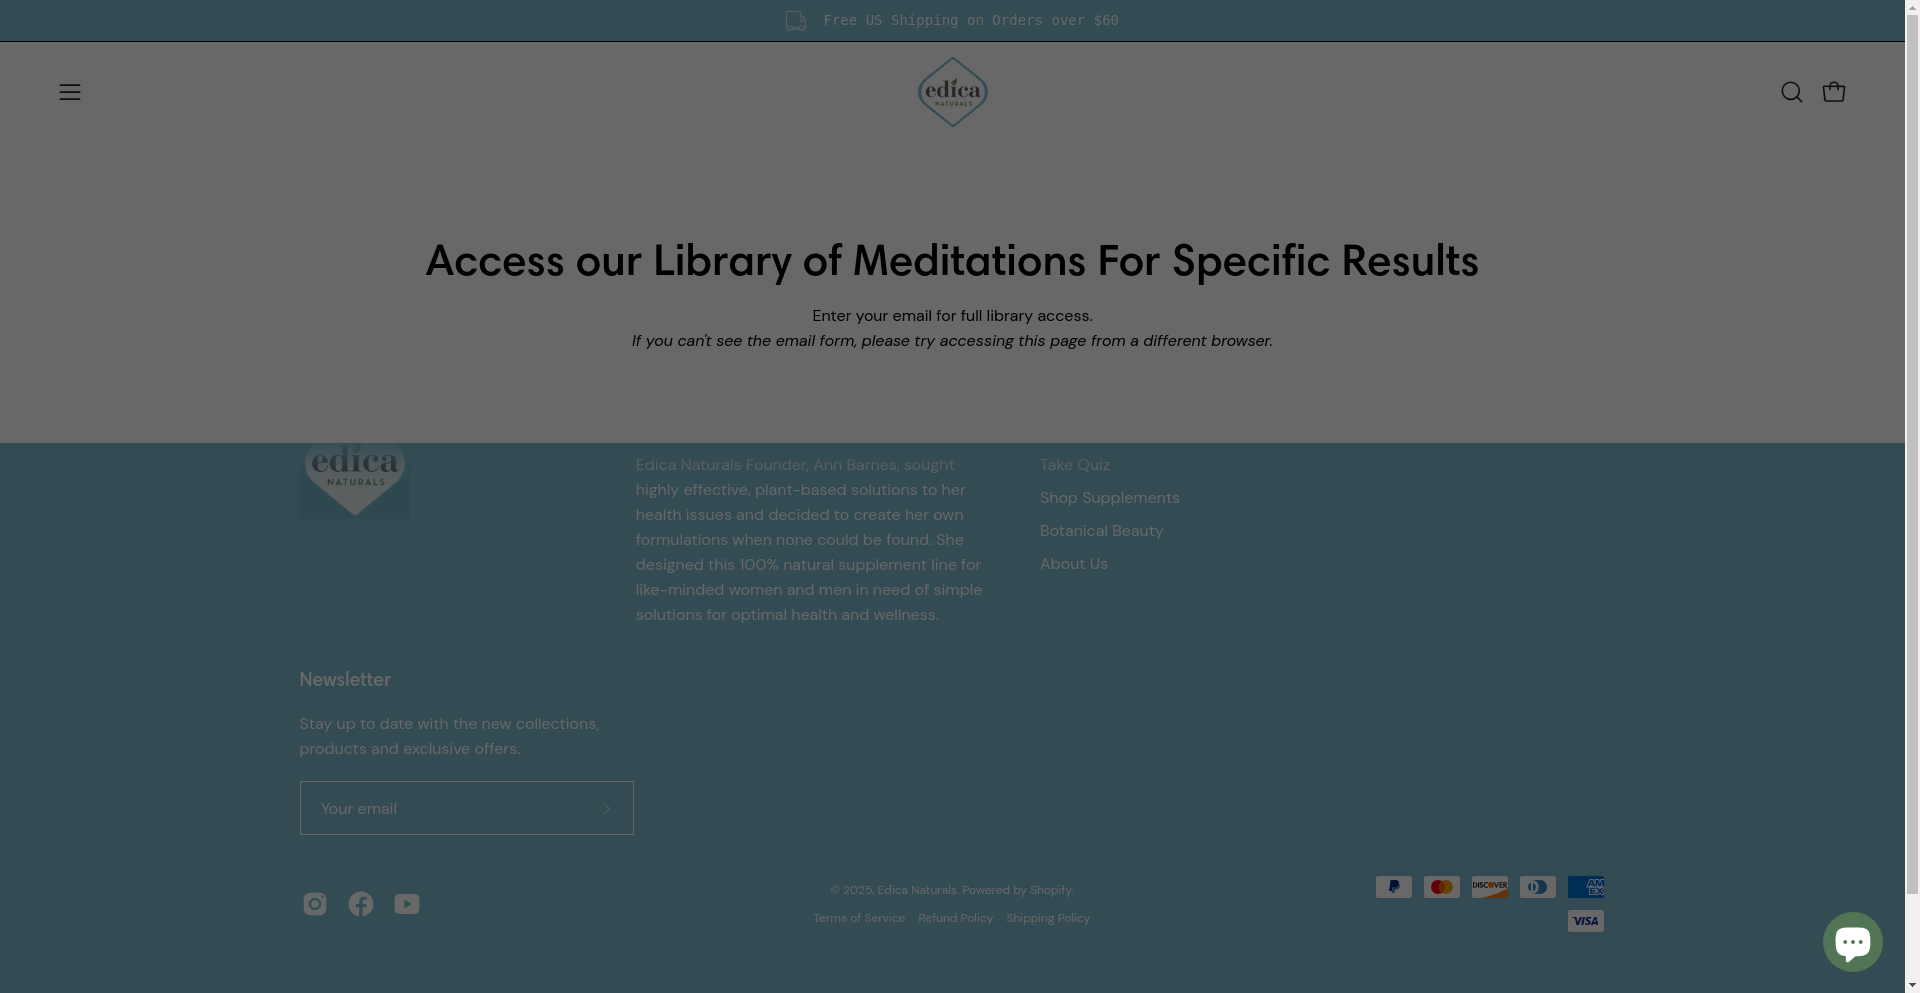 Free US Shipping on Orders over $60
edica
NATURALS
Access our Library of Meditations For Specific Results
Enter your email for full library access.
If you can't see the email form, please try accessing this page from a different browser.
edica
NATURALS
Edica Naturals Founder, Ann Barnes, sought
highly effective, plant-based solutions to her
health issues and decided to create her own
formulations when none could be found. She
designed this 100% natural supplement line for
like-minded women and men in need of simple
solutions for optimal health and wellness.
Take Quiz
Shop Supplements
Botanical Beauty
About Us
Newsletter
Stay up to date with the new collections,
products and exclusive offers.
Your email
© 2025, Edica Naturals. Powered by Shopify.
Terms of Service Refund Policy Shipping Policy
DISCOVER
AM
EX
VISA